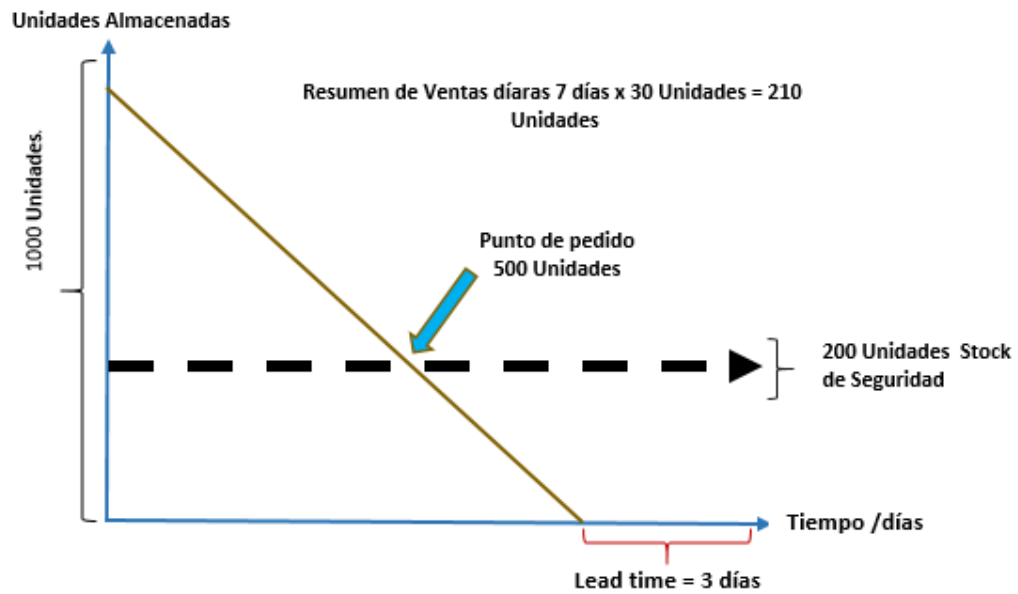 Unidades Almacenadas
Resumen de Ventas díaras 7 días x 30 Unidades = 210
Unidades
1000 Unidades.
Punto de pedido
500 Unidades
200 Unidades Stock
de Seguridad
Tiempo /días
Lead time = 3 días